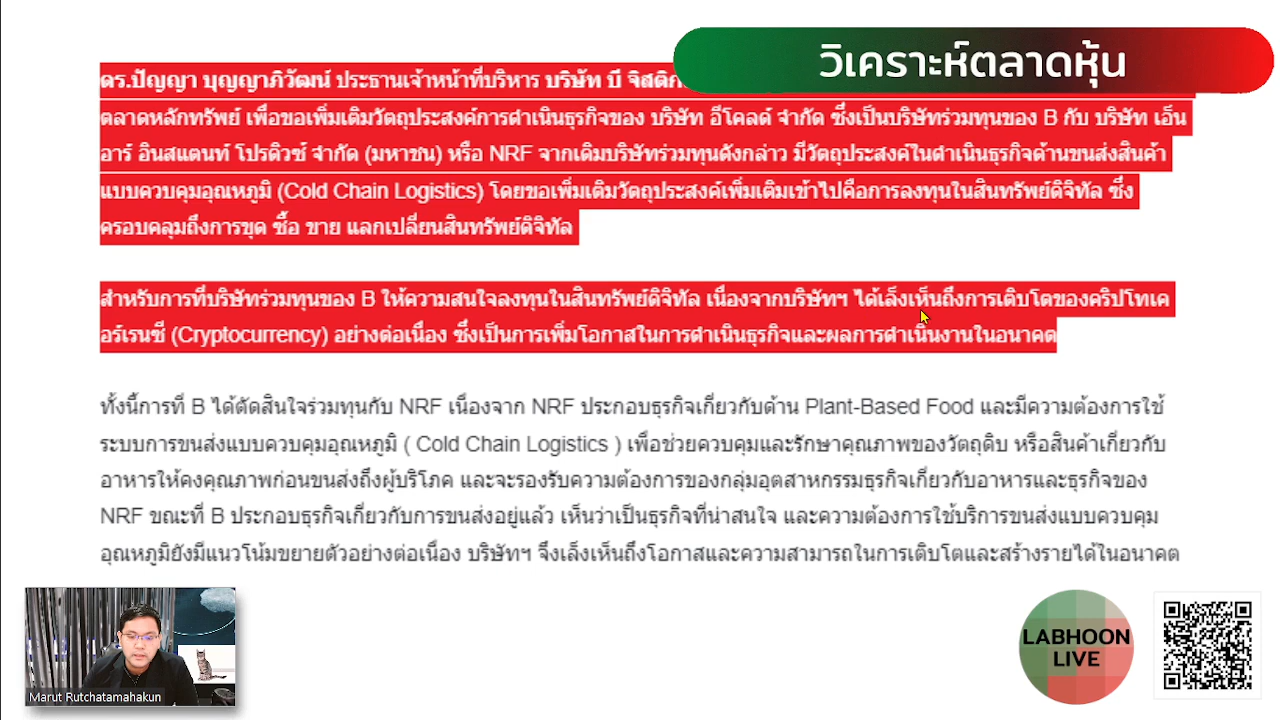 วิเคราะห์ตลาดหุ้น
ดร.ปัญญา บุญญาภิวัฒน์ ประธานเจ้าหน้าที่บริหาร บริษัท บี จิสติก
ตลาดหลักทรัพย์ เพื่อขอเพิ่มเติมวัตถุประสงค์การดำเนินธุรกิจของ บริษัท อีโคลด์ จำกัด ซึ่งเป็นบริษัทร่วมทุนของ B กับ บริษัท เอ็น
อาร์ อินสแตนท์ โปรดิวซ์ จำกัด (มหาชน) หรือ NRF จากเดิมบริษัทร่วมทุนดังกล่าว มีวัตถุประสงค์ในดำเนินธุรกิจด้านขนส่งสินค้า
แบบควบคุมอุณหภูมิ (Cold Chain Logistics) โดยขอเพิ่มเติมวัตถุประสงค์เพิ่มเติมเข้าไปคือการลงทุนในสินทรัพย์ดิจิทัล ซึ่ง
ครอบคลุมถึงการขุด ซื้อ ขาย แลกเปลี่ยนสินทรัพย์ดิจิทัล
สำหรับการที่บริษัทร่วมทุนของ B ให้ความสนใจลงทุนในสินทรัพย์ดิจิทัล เนื่องจากบริษัทฯ ได้เล็งเห็นถึงการเติบโตของคริปโทเค
อร์เรนซี่ (Cryptocurrency) อย่างต่อเนื่อง ซึ่งเป็นการเพิ่มโอกาสในการดำเนินธุรกิจและผลการดำเนินงานในอนาคต
ทั้งนี้การที่ B ได้ตัดสินใจร่วมทุนกับ NRF เนื่องจาก NRF ประกอบธุรกิจเกี่ยวกับด้าน Plant-Based Food และมีความต้องการใช้
ระบบการขนส่งแบบควบคุมอุณหภูมิ ( Cold Chain Logistics ) เพื่อช่วยควบคุมและรักษาคุณภาพของวัตถุดิบ หรือสินค้าเกี่ยวกับ
อาหารให้คงคุณภาพก่อนขนส่งถึงผู้บริโภค และจะรองรับความต้องการของกลุ่มอุตสาหกรรมธุรกิจเกี่ยวกับอาหารและธุรกิจของ
NRF ขณะที่ B ประกอบธุรกิจเกี่ยวกับการขนส่งอยู่แล้ว เห็นว่าเป็นธุรกิจที่น่าสนใจ และความต้องการใช้บริการขนส่งแบบควบคุม
อุณหภูมิยังมีแนวโน้มขยายตัวอย่างต่อเนื่อง บริษัทฯ จึงเล็งเห็นถึงโอกาสและความสามารถในการเติบโตและสร้างรายได้ในอนาคต
Marut Rutchatamahakun
LABHOON
LIVE